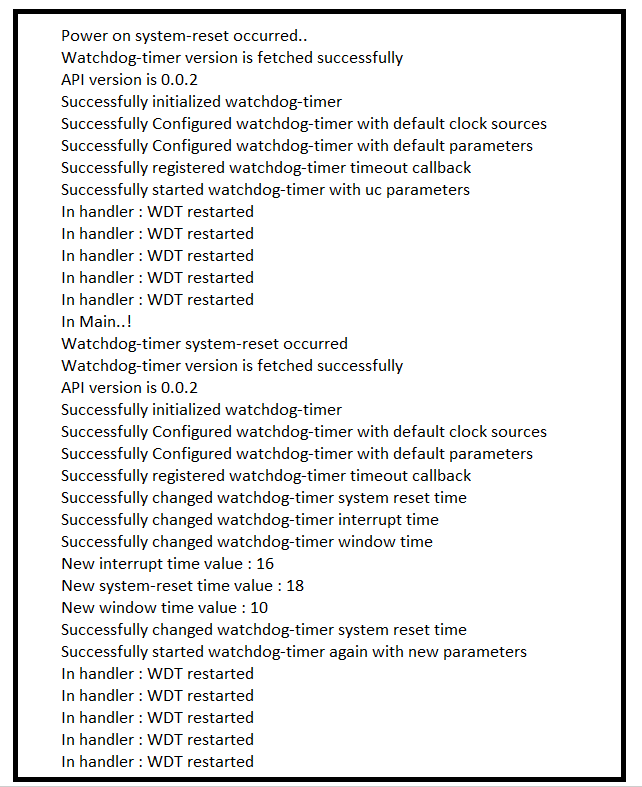 Power on system-reset occurred..
Watchdog-timer version is fetched successfully
API version is 0.0.2
Successfully initialized watchdog-timer
Successfully Configured watchdog-timer with default clock sources
Successfully Configured watchdog-timer with default parameters
Successfully registered watchdog-timer timeout callback
Successfully started watchdog-timer with uc parameters
In handler : WDT restarted
In handler : WDT restarted
In handler : WDT restarted
In handler : WDT restarted
In handler : WDT restarted
In Main..!
Watchdog-timer system-reset occurred
Watchdog-timer version is fetched successfully
API version is 0.0.2
Successfully initialized watchdog-timer
Successfully Configured watchdog-timer with default clock sources
Successfully Configured watchdog-timer with default parameters
Successfully registered watchdog-timer timeout callback
Successfully changed watchdog-timer system reset time
Successfully changed watchdog-timer interrupt time
Successfully changed watchdog-timer window time
New interrupt time value : 16
New system-reset time value : 18
New window time value : 10
Successfully changed watchdog-timer system reset time
Successfully started watchdog-timer again with new parameters
In handler : WDT restarted
In handler : WDT restarted
In handler : WDT restarted
In handler : WDT restarted
In handler : WDT restarted